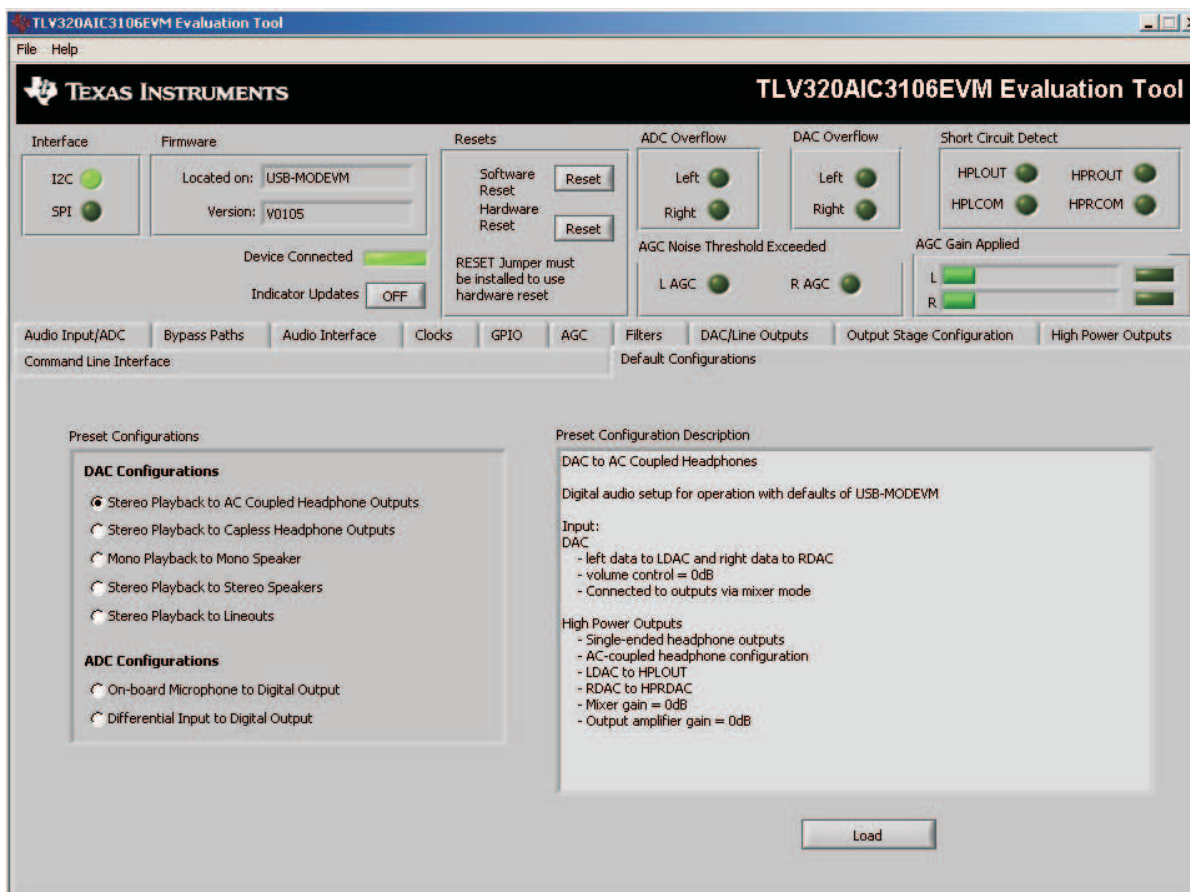 TLV320AIC3106EVM Evaluation Tool
File Help
TEXAS INSTRUMENTS
TLV320AIC3106EVM Evaluation Tool
Interface
I2C
SPI
Firmware
Located on: USB-MODEVM
Version: V0105
Device Connected
Indicator Updates OFF
Resets
Software
Reset
Reset
Hardware
Reset
Reset
RESET Jumper must
be installed to use
hardware reset
ADC Overflow
Left
Right
DAC Overflow
Left
Right
Short Circuit Detect
HPLOUT HPROUT
HPLCOM HPRCOM
AGC Noise Threshold Exceeded
L AGC R AGC
AGC Gain Applied
L
R
Audio Input/ADC Bypass Paths Audio Interface Clocks GPIO AGC Filters DAC/Line Outputs Output Stage Configuration High Power Outputs
Command Line Interface Default Configurations
Preset Configurations
DAC Configurations
Stereo Playback to AC Coupled Headphone Outputs
Stereo Playback to Capless Headphone Outputs
Mono Playback to Mono Speaker
Stereo Playback to Stereo Speakers
Stereo Playback to Lineouts
ADC Configurations
On-board Microphone to Digital Output
Differential Input to Digital Output
Preset Configuration Description
DAC to AC Coupled Headphones
Digital audio setup for operation with defaults of USB-MODEVM
Input:
DAC
- left data to LDAC and right data to RDAC
- volume control = 0dB
- Connected to outputs via mixer mode
High Power Outputs
- Single-ended headphone outputs
- AC-coupled headphone configuration
- LDAC to HPLOUT
- RDAC to HPRDAC
- Mixer gain = 0dB
- Output amplifier gain = 0dB
Load